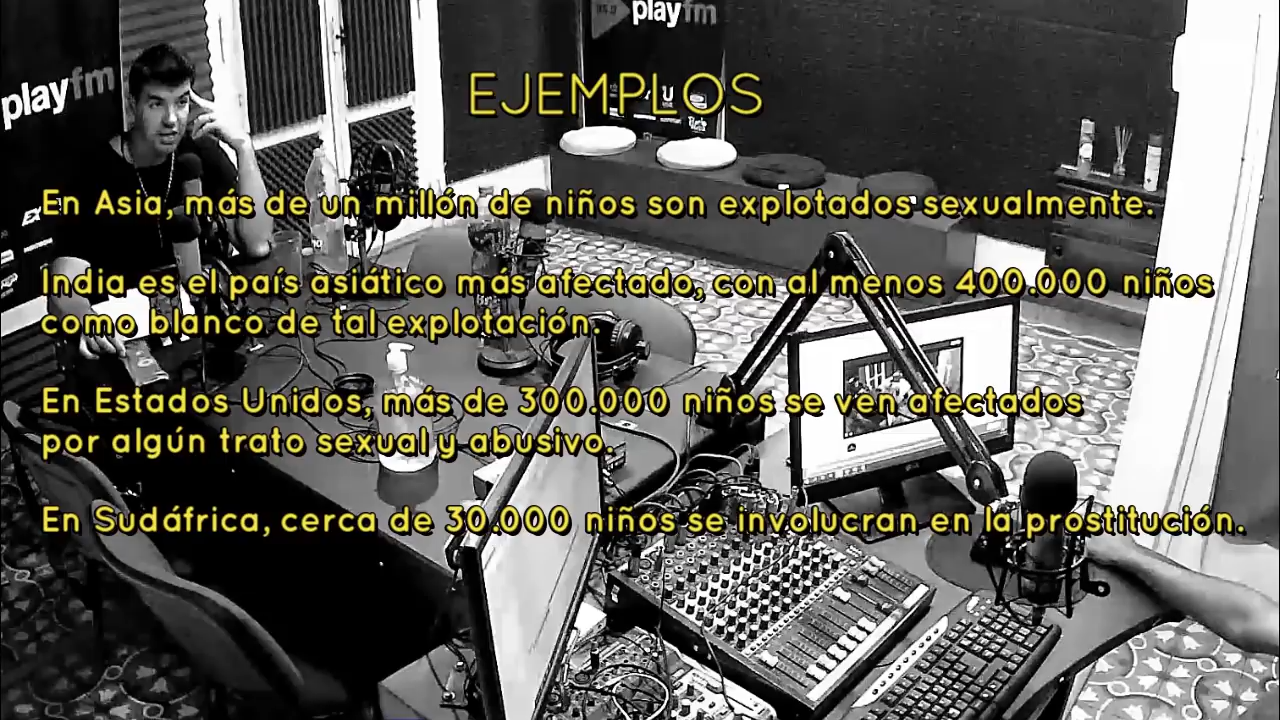 playfm
playfm
EJEMPLOS
En Asia, más de un millón de niños son explotados sexualmente.
India es el país asiático más afectado, con al menos 400.000 niños
como blanco de tal explotación.
En Estados Unidos, más de 300.000 niños se ven afectados
por algún trato sexual y abusivo.
En Sudáfrica, cerca de 30.000 niños se involucran en la prostitución.